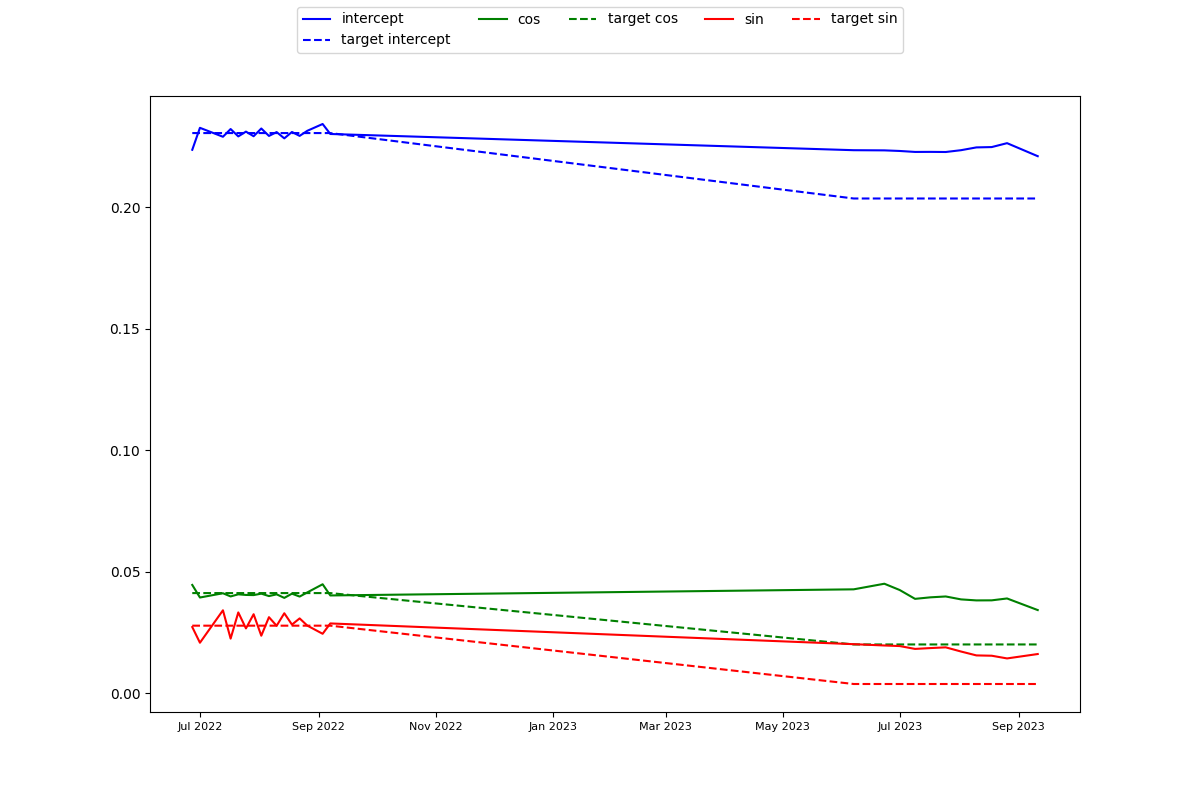 intercept cos target cos sin target sin
target intercept
0.20
0.15
0.10
0.05
0.00
Jul 2022 Sep 2022 Nov 2022 Jan 2023 Mar 2023 May 2023 Jul 2023 Sep 2023